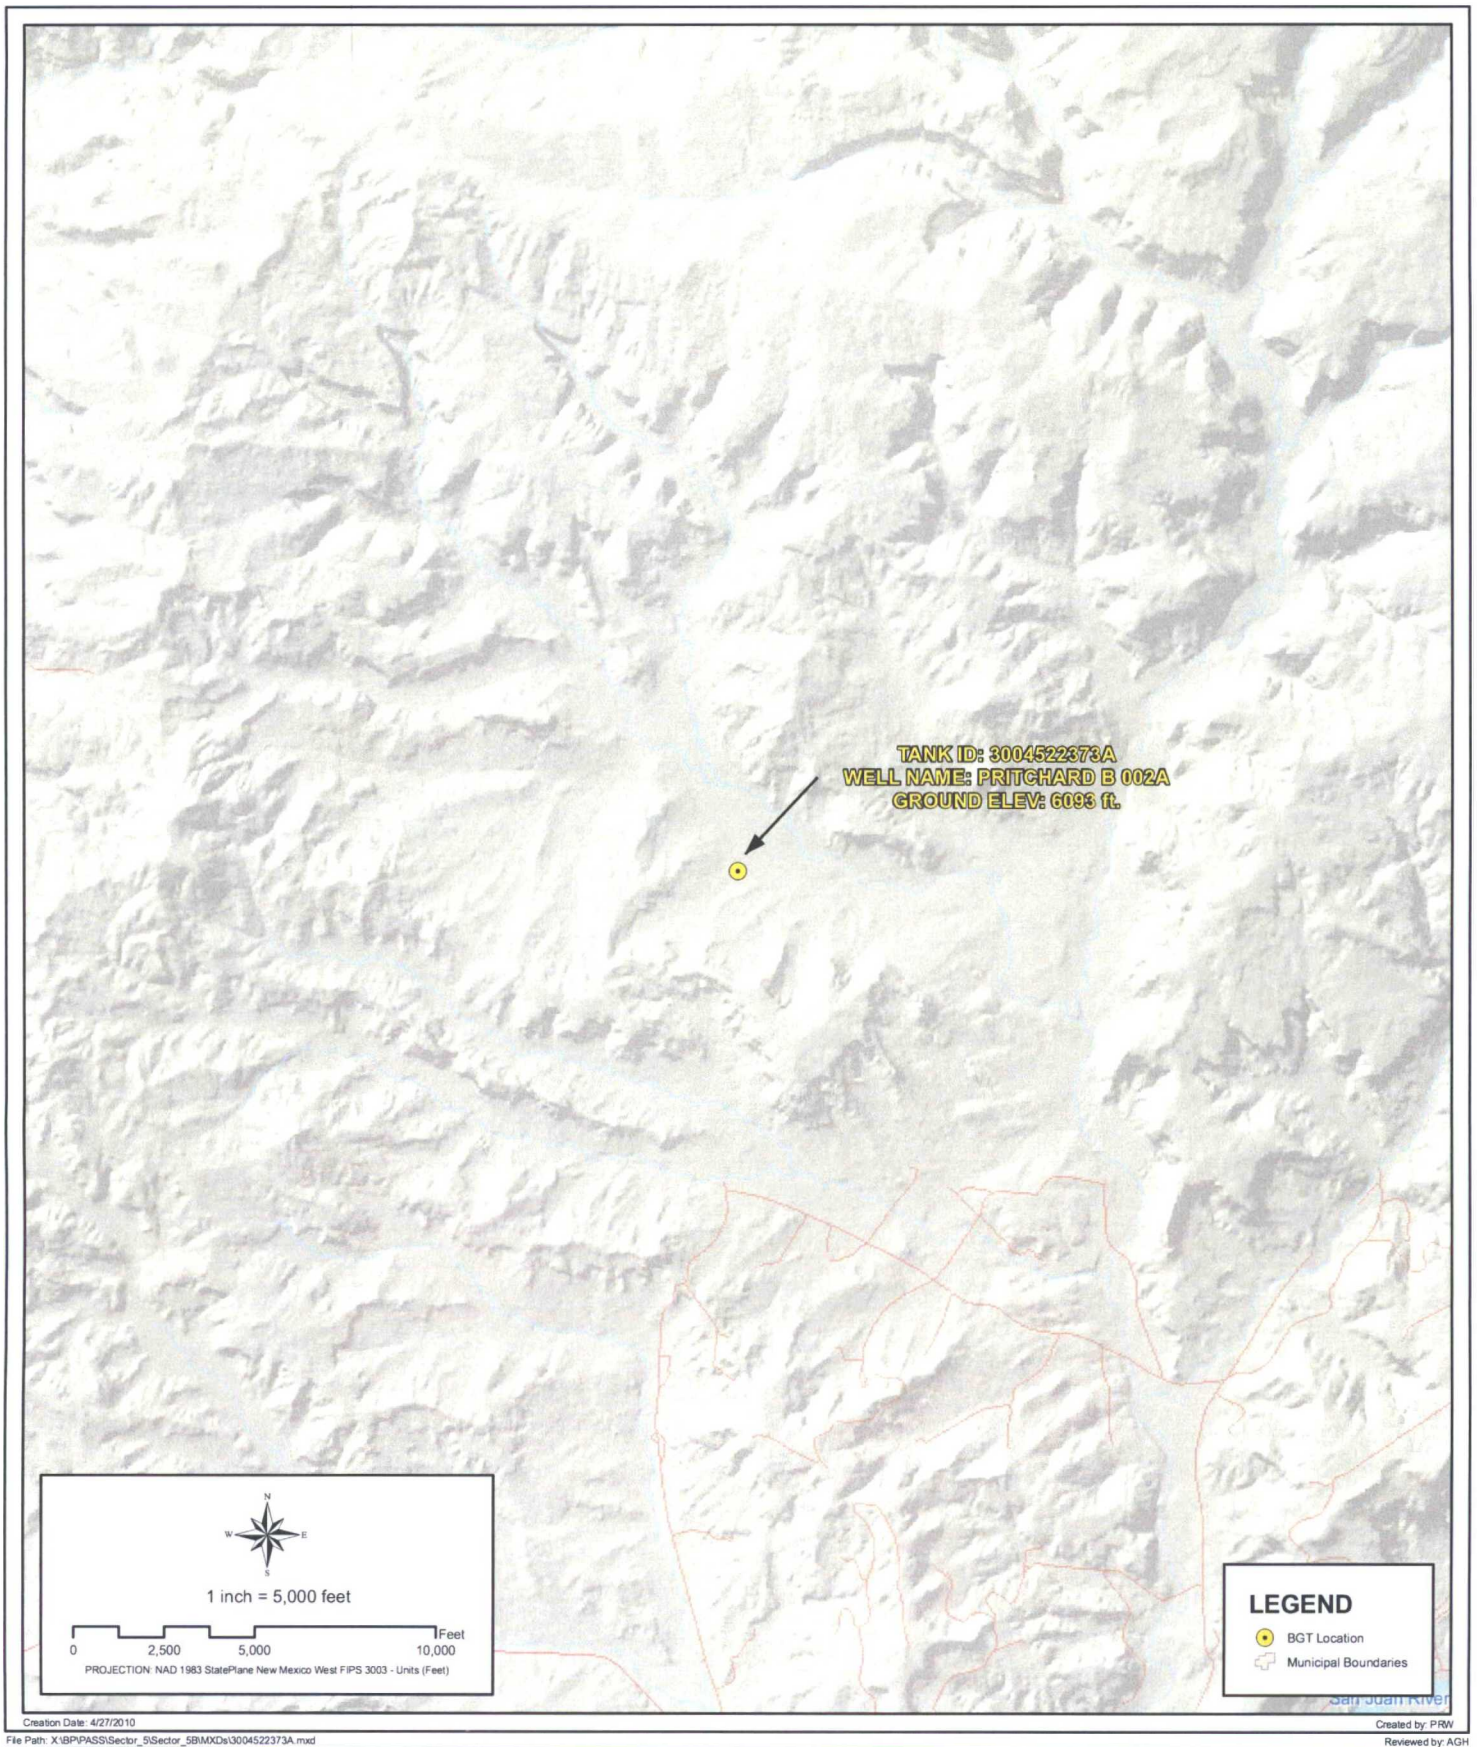 TANK ID: 3004522373A
WELL NAME: PRITCHARD B 002A
GROUND ELEV: 6093 ft.
N
W E
S
1 inch = 5,000 feet
Feet
0 2,500 5,000 10,000
PROJECTION: NAD 1983 StatePlane New Mexico West FIPS 3003 - Units (Feet)
LEGEND
BGT Location
Municipal Boundaries
San Juan River
Creation Date: 4/27/2010
Created by: PRW
File Path: X:\BP\PASS\Sector_5\Sector_5B\MXDs\3004522373A.mxd
Reviewed by: AGH